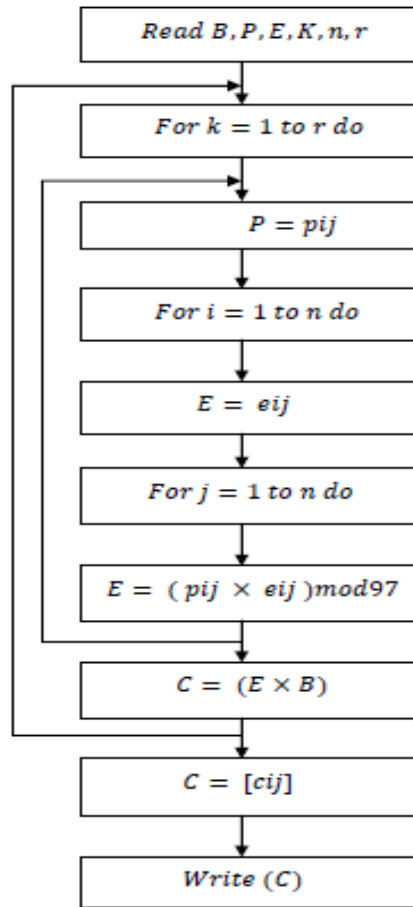 Read B, P, E, K, n, r
For k = 1 to r do
P = pij
For i = 1 to n do
E = eij
For j = 1 to n do
E = ( pij × eij )mod97
C = (E × B)
C = [cij]
Write (C)